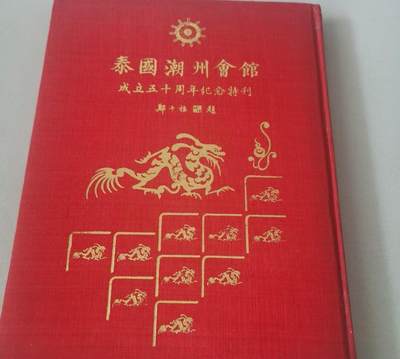 泰國潮州會館
成立五十周年紀念特刊
鄭午樓 題